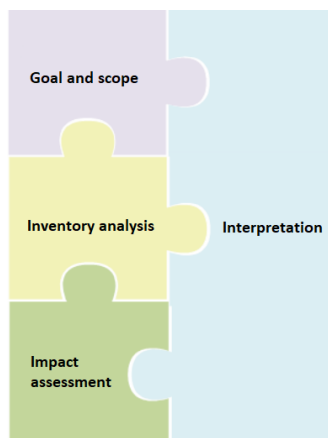 Goal and scope
Inventory analysis
Interpretation
Impact
assessment